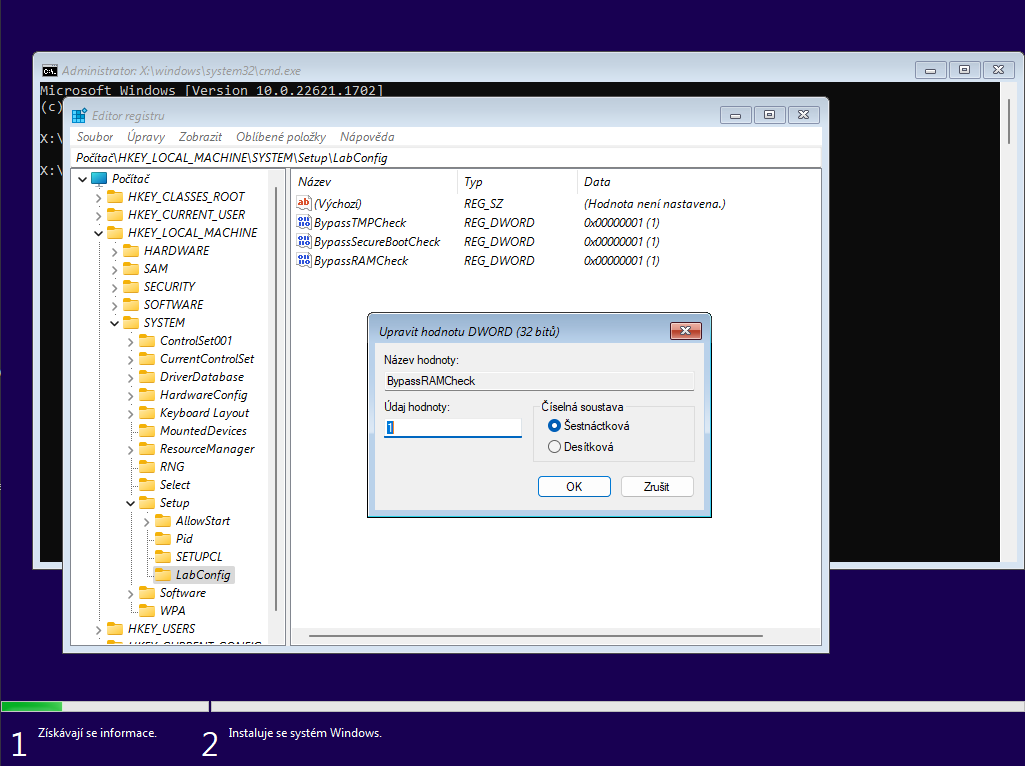 Administrator: X:\windows\system32\cmd.exe
Microsoft Windows [Version 10.0.22621.1702]
(c)
X:\
X:\
Editor registru
Soubor Úpravy Zobrazit Oblíbené položky Nápověda
Počítač\HKEY_LOCAL_MACHINE\SYSTEM\Setup\LabConfig
Počítač
HKEY_CLASSES_ROOT
HKEY_CURRENT_USER
HKEY_LOCAL_MACHINE
HARDWARE
SAM
SECURITY
SOFTWARE
SYSTEM
ControlSet001
CurrentControlSet
DriverDatabase
HardwareConfig
Keyboard Layout
MountedDevices
ResourceManager
RNG
Select
Setup
AllowStart
Pid
SETUPCL
LabConfig
Software
WPA
HKEY_USERS
HKEY_CURRENT_CONFIG
Název Typ Data
(Výchozí) REG_SZ (Hodnota není nastavena.)
BypassTMPCheck REG_DWORD 0x00000001 (1)
BypassSecureBootCheck REG_DWORD 0x00000001 (1)
BypassRAMCheck REG_DWORD 0x00000001 (1)
Upravit hodnotu DWORD (32 bitů)
Název hodnoty:
BypassRAMCheck
Údaj hodnoty:
1
Číselná soustava
Šestnáctková
Desítková
OK Zrušit
1 Získávají se informace.
2 Instaluje se systém Windows.